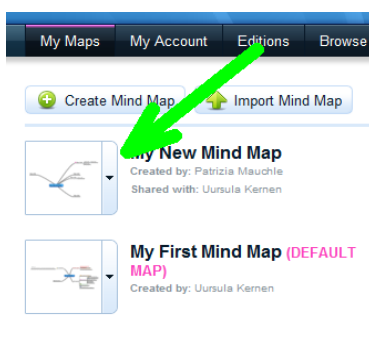 My Maps My Account Editions Browse
Create Mind Map Import Mind Map
My New Mind Map
Created by: Patrizia Mauchle
Shared with: Uursula Kernen
My First Mind Map (DEFAULT
MAP)
Created by: Uursula Kernen